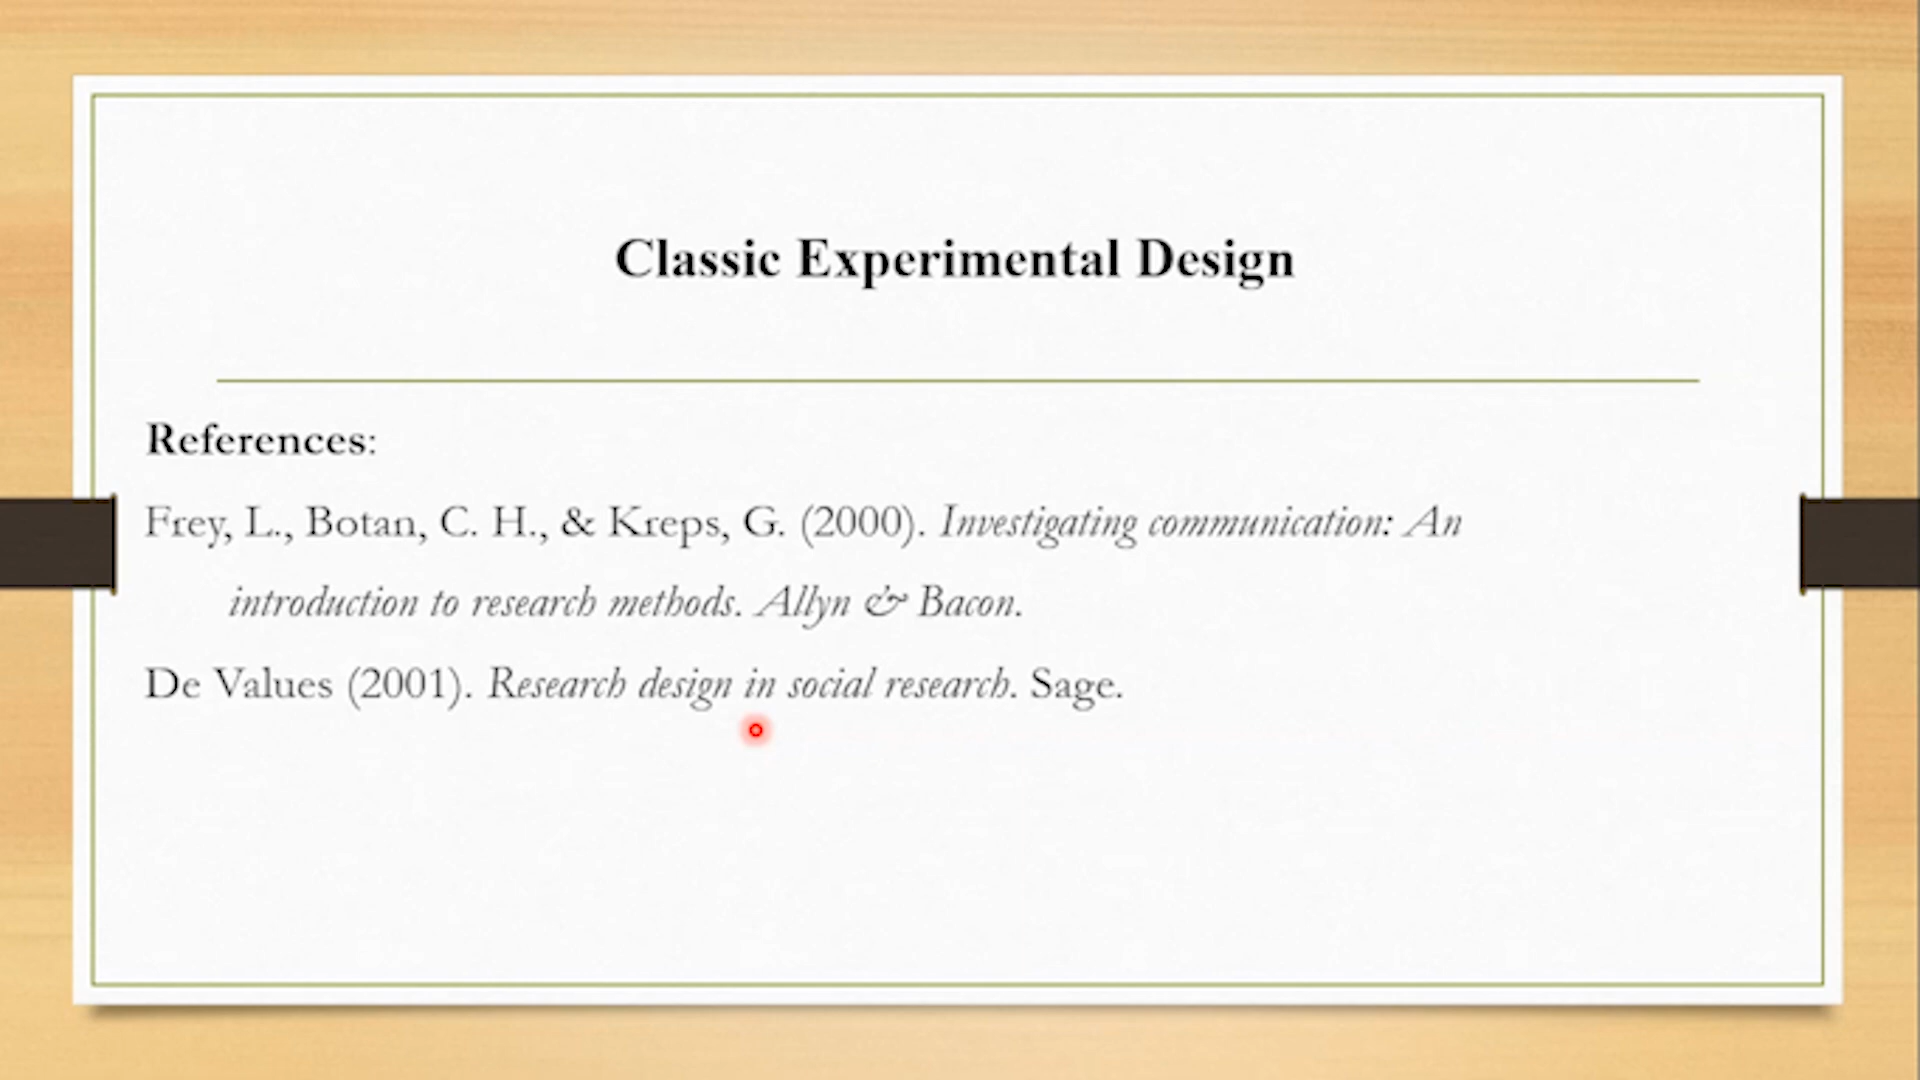 Classic Experimental Design
References:
Frey, L., Botan, C. H., & Kreps, G. (2000). Investigating communication: An
introduction to research methods. Allyn & Bacon.
De Values (2001). Research design in social research. Sage.